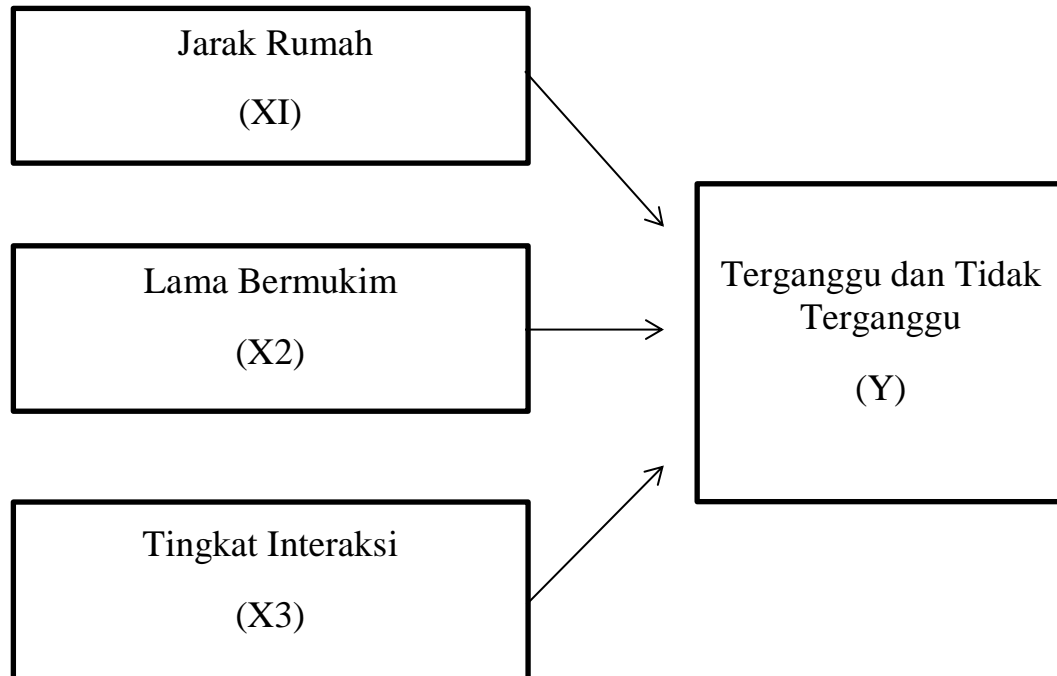 Jarak Rumah
(XI)
Lama Bermukim
(X2)
Tingkat Interaksi
(X3)
Terganggu dan Tidak
Terganggu
(Y)